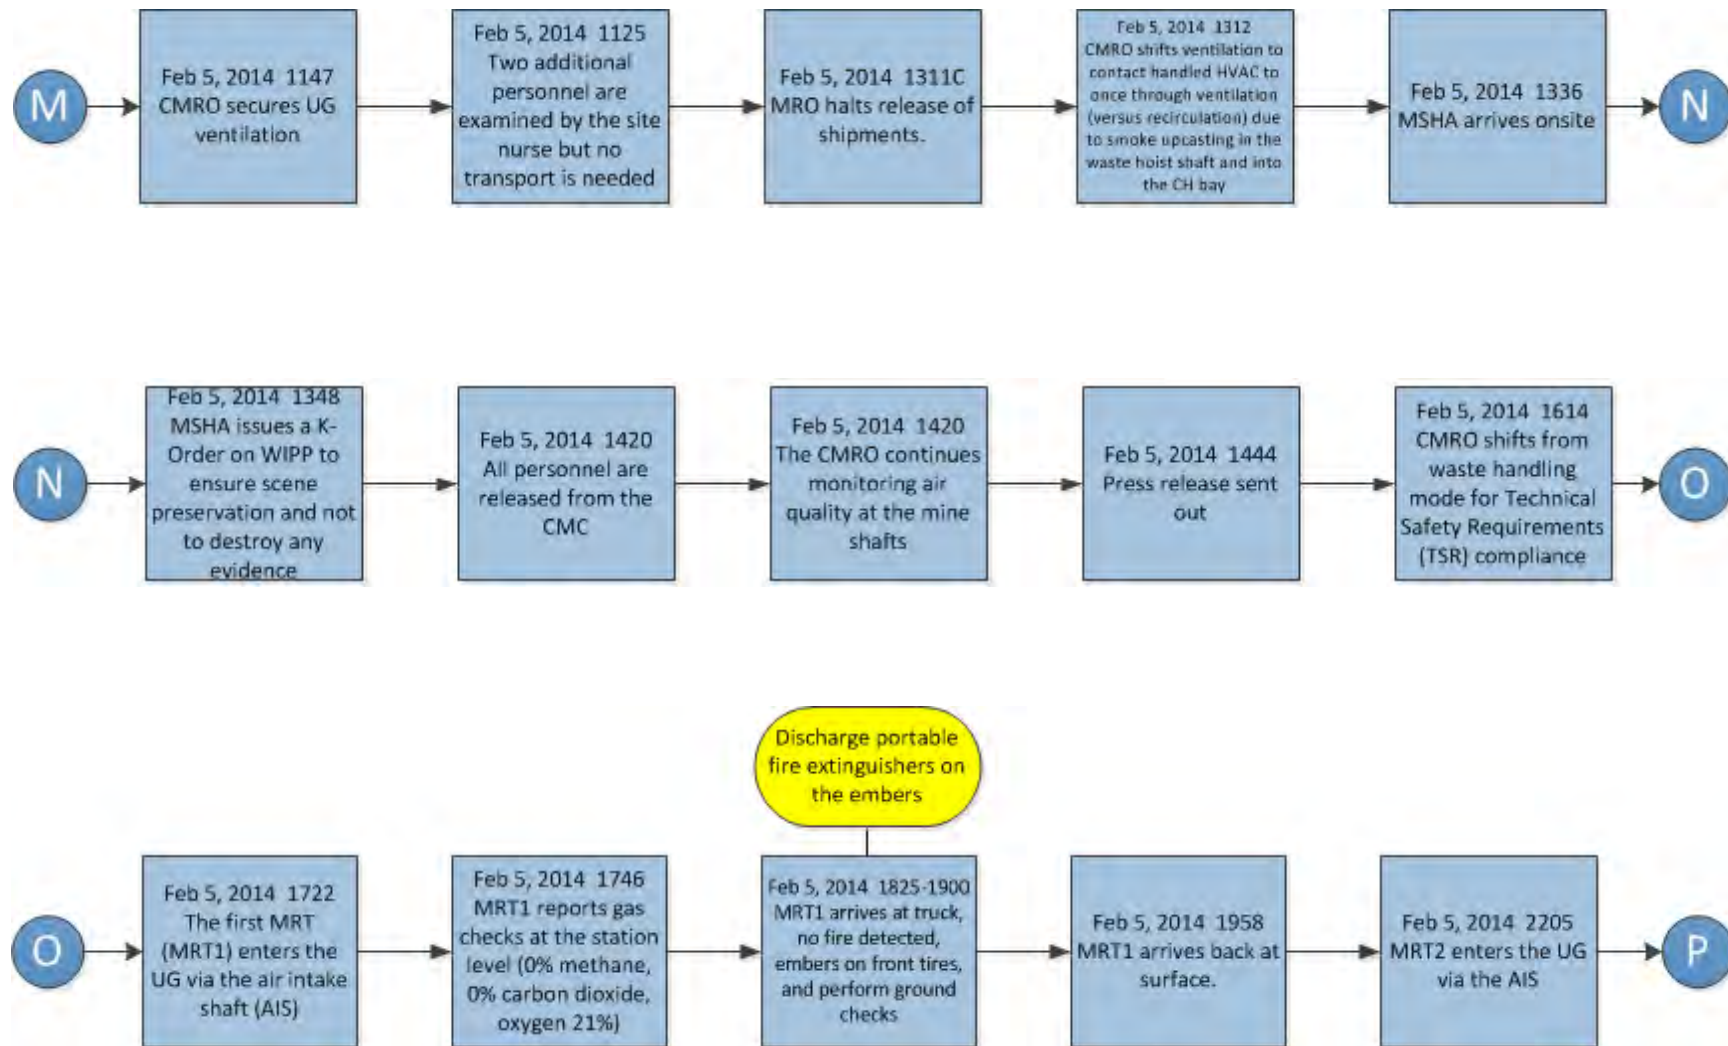 M
Feb 5, 2014 1147
CMRO secures UG
ventilation
Feb 5, 2014 1125
Two additional
personnel are
examined by the site
nurse but no
transport is needed
Feb 5, 2014 1311C
MRO halts release of
shipments.
Feb 5, 2014 1312
CMRO shifts ventilation to
contact handled HVAC to
once through ventilation
(versus recirculation) due
to smoke upcasting in the
waste hoist shaft and into
the CH bay
Feb 5, 2014 1336
MSHA arrives onsite
N
N
Feb 5, 2014 1348
MSHA issues a K-
Order on WIPP to
ensure scene
preservation and not
to destroy any
evidence
Feb 5, 2014 1420
All personnel are
released from the
CMC
Feb 5, 2014 1420
The CMRO continues
monitoring air
quality at the mine
shafts
Feb 5, 2014 1444
Press release sent
out
Feb 5, 2014 1614
CMRO shifts from
waste handling
mode for Technical
Safety Requirements
(TSR) compliance
O
Discharge portable
fire extinguishers on
the embers
O
Feb 5, 2014 1722
The first MRT
(MRT1) enters the
UG via the air intake
shaft (AIS)
Feb 5, 2014 1746
MRT1 reports gas
checks at the station
level (0% methane,
0% carbon dioxide,
oxygen 21%)
Feb 5, 2014 1825-1900
MRT1 arrives at truck,
no fire detected,
embers on front tires,
and perform ground
checks
Feb 5, 2014 1958
MRT1 arrives back at
surface.
Feb 5, 2014 2205
MRT2 enters the UG
via the AIS
P